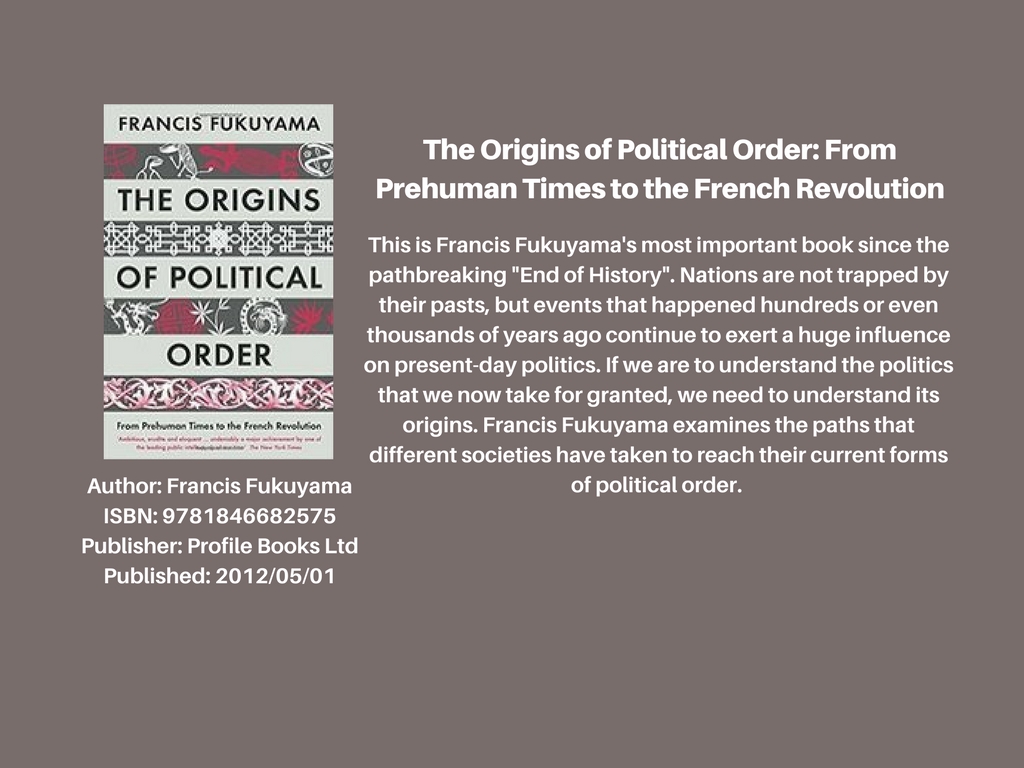 FRANCIS FUKUYAMA
THE ORIGINS
OF POLITICAL
ORDER
From Prehuman Times to the French Revolution
'Ambitious, erudite and eloquent ... undeniably a major achievement by one of
the leading public The New York Times
Author: Francis Fukuyama
ISBN: 9781846682575
Publisher: Profile Books Ltd
Published: 2012/05/01
The Origins of Political Order: From
Prehuman Times to the French Revolution
This is Francis Fukuyama's most important book since the
pathbreaking "End of History". Nations are not trapped by
their pasts, but events that happened hundreds or even
thousands of years ago continue to exert a huge influence
on present-day politics. If we are to understand the politics
that we now take for granted, we need to understand its
origins. Francis Fukuyama examines the paths that
different societies have taken to reach their current forms
of political order.